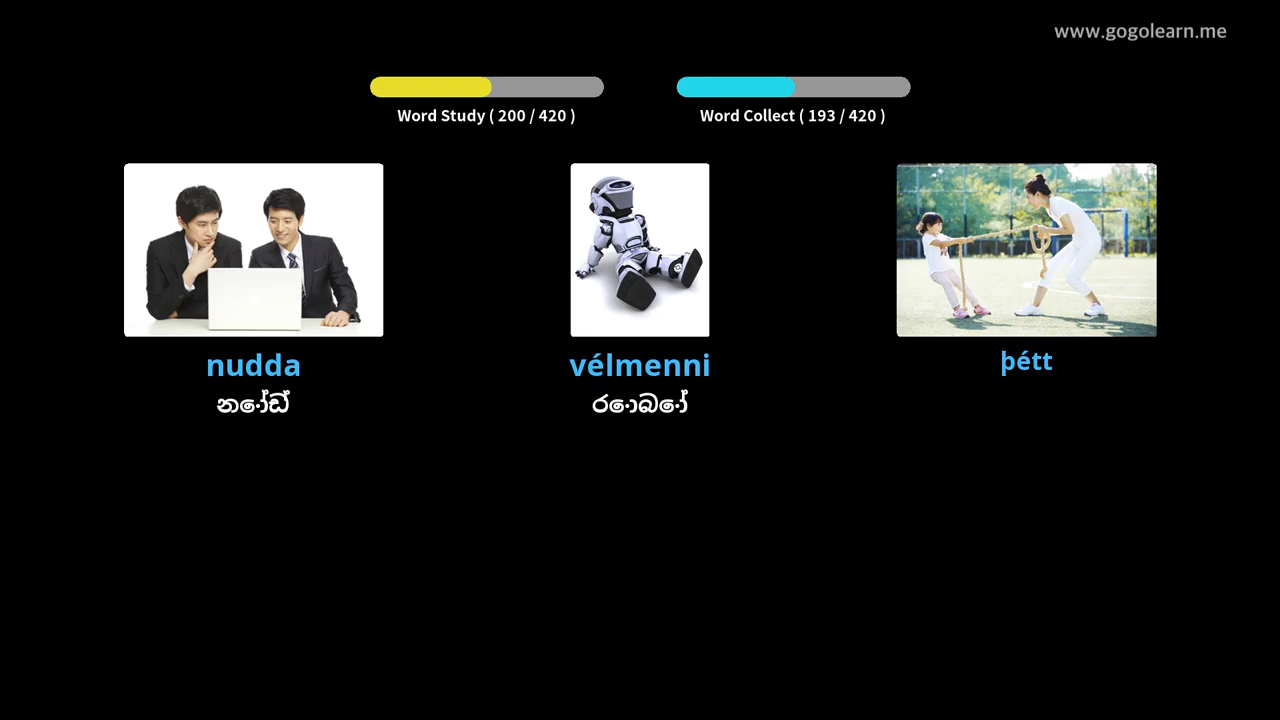 www.gogolearn.me
Word Study ( 200 / 420 )
Word Collect ( 193 / 420 )
nudda
නෝඩ්
vélmenni
රොබෝ
þétt